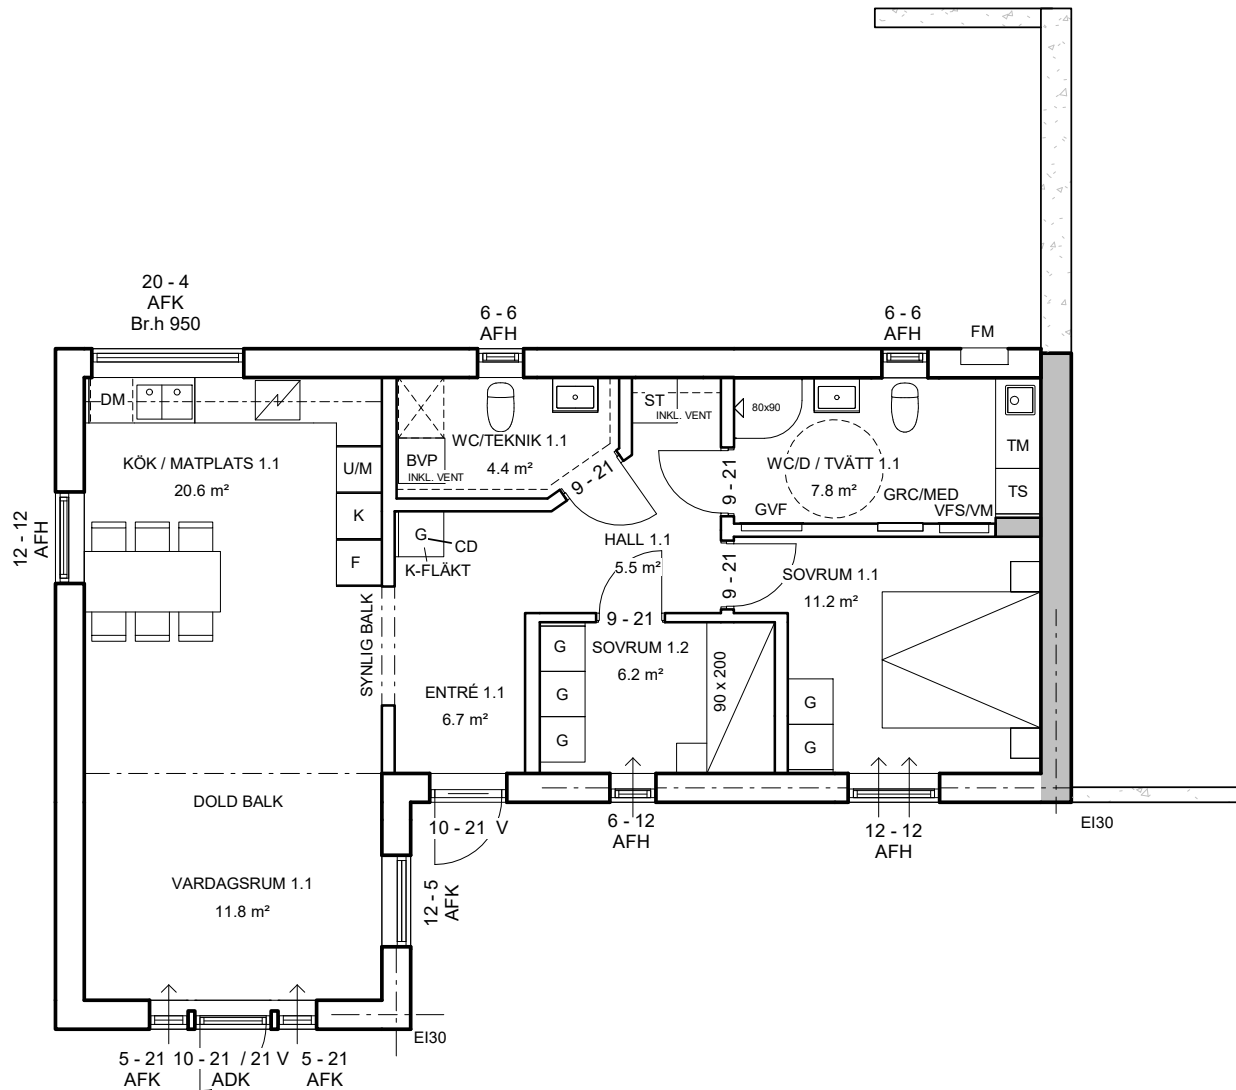 20 - 4
AFK
Br.h 950
6 - 6
AFH
6 - 6
AFH
FM
DM
KÖK / MATPLATS 1.1
20.6 m²
U/M
K
F
12 - 12
AFH
BVP
INKL. VENT
WC/TEKNIK 1.1
4.4 m²
9 - 21
ST
INKL. VENT
80x90
WC/D / TVÄTT 1.1
7.8 m²
TM
TS
GRC/MED
GVF
VFS/VM
9 - 21
G
CD
K-FLÄKT
HALL 1.1
5.5 m²
9 - 21
SOVRUM 1.1
11.2 m²
9 - 21
SOVRUM 1.2
6.2 m²
G
G
G
90 x 200
G
G
SYNLIG BALK
ENTRÉ 1.1
6.7 m²
DOLD BALK
10 - 21 V
6 - 12
AFH
12 - 12
AFH
EI30
VARDAGSRUM 1.1
11.8 m²
12 - 5
AFK
EI30
5 - 21
AFK
10 - 21 / 21 V
ADK
5 - 21
AFK